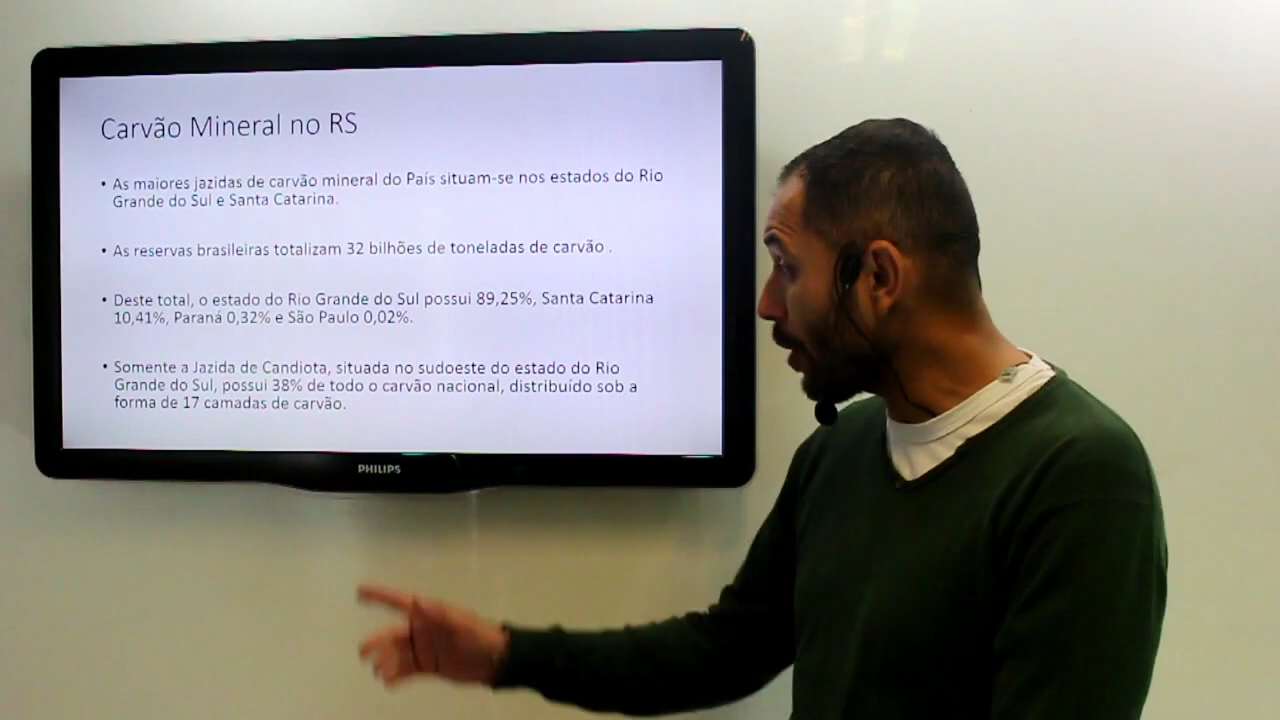 Carvão Mineral no RS
• As maiores jazidas de carvão mineral do País situam-se nos estados do Rio
Grande do Sul e Santa Catarina.
• As reservas brasileiras totalizam 32 bilhões de toneladas de carvão .
• Deste total, o estado do Rio Grande do Sul possui 89,25%, Santa Catarina
10,41%, Paraná 0,32% e São Paulo 0,02%.
• Somente a Jazida de Candiota, situada no sudoeste do estado do Rio
Grande do Sul, possui 38% de todo o carvão nacional, distribuído sob a
forma de 17 camadas de carvão.
PHILIPS